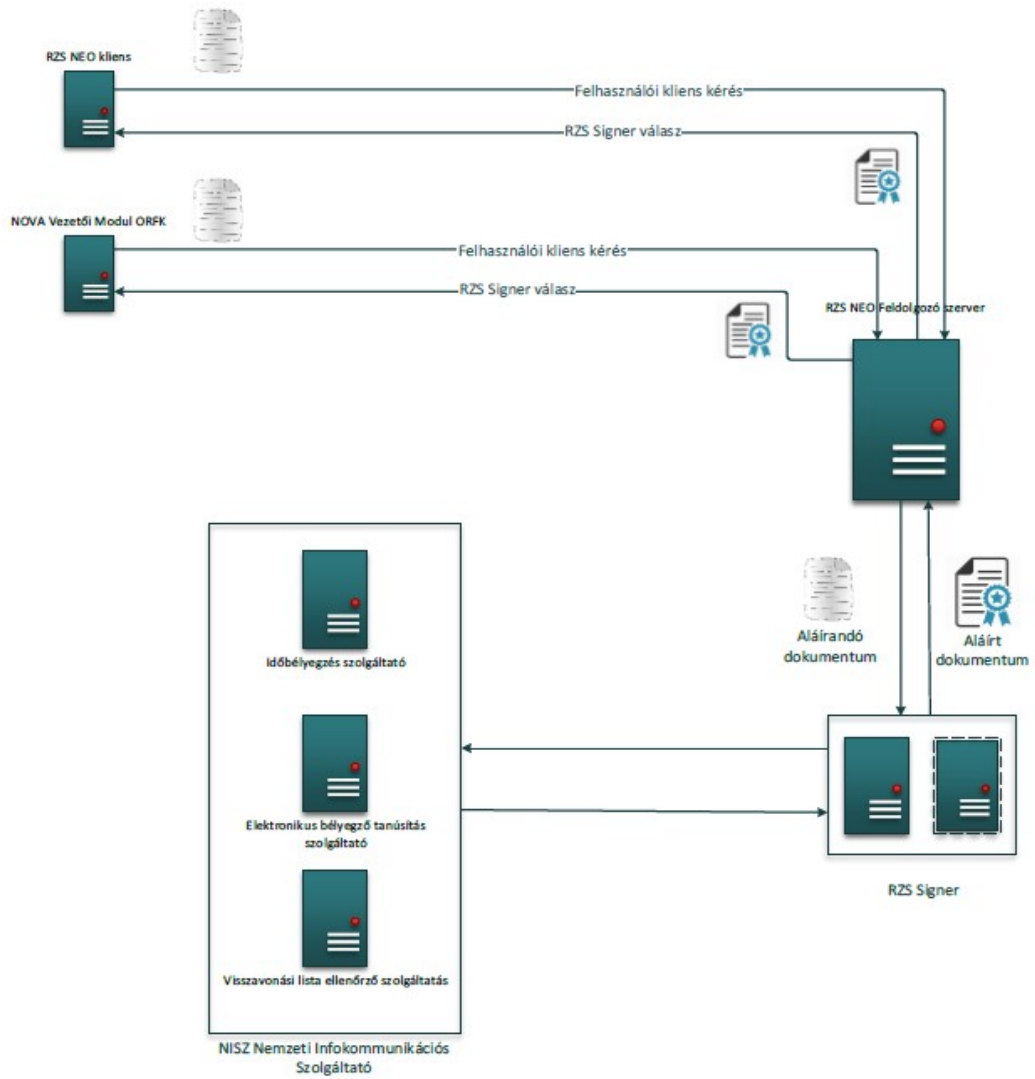 RZS NEO kliens
Felhasználói kliens kérés
RZS Signer válasz
NOVA Vezetői Modul ORFK
Felhasználói kliens kérés
RZS Signer válasz
RZS NEO Feldolgozó szerver
Időbélyegzés szolgáltató
Aláírandó
dokumentum
Aláírt
dokumentum
Elektronikus bélyegző tanúsítás
szolgáltató
RZS Signer
Visszavonási lista ellenőrző szolgáltatás
NISZ Nemzeti Infokommunikációs
Szolgáltató